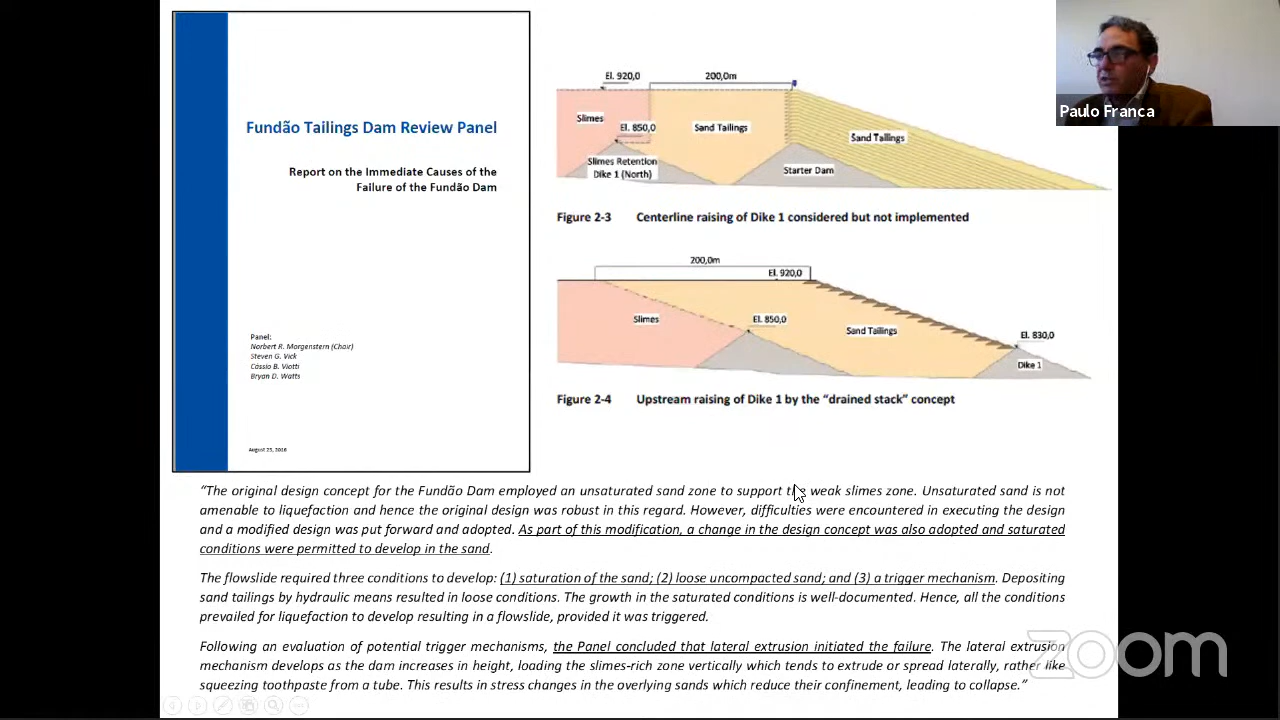 Fundão Tailings Dam Review Panel
Report on the Immediate Causes of the
Failure of the Fundão Dam
Panel:
Norbert R. Morgenstern (Chair)
Steven G. Vick
Cássio B. Viotti
Bryan D. Watts
August 25, 2016
El. 920,0
200,0m
Slimes
El. 850,0
Sand Tailings
Sand Tailings
Slimes Retention
Dike 1 (North)
Starter Dam
Figure 2-3 Centerline raising of Dike 1 considered but not implemented
200,0m
El. 920,0
Slimes
El. 850,0
Sand Tailings
El. 830,0
Dike 1
Figure 2-4 Upstream raising of Dike 1 by the “drained stack” concept
Paulo Franca
“The original design concept for the Fundão Dam employed an unsaturated sand zone to support the weak slimes zone. Unsaturated sand is not
amenable to liquefaction and hence the original design was robust in this regard. However, difficulties were encountered in executing the design
and a modified design was put forward and adopted. As part of this modification, a change in the design concept was also adopted and saturated
conditions were permitted to develop in the sand.
The flowslide required three conditions to develop: (1) saturation of the sand; (2) loose uncompacted sand; and (3) a trigger mechanism. Depositing
sand tailings by hydraulic means resulted in loose conditions. The growth in the saturated conditions is well-documented. Hence, all the conditions
prevailed for liquefaction to develop resulting in a flowslide, provided it was triggered.
Following an evaluation of potential trigger mechanisms, the Panel concluded that lateral extrusion initiated the failure. The lateral extrusion
mechanism develops as the dam increases in height, loading the slimes-rich zone vertically which tends to extrude or spread laterally, rather like
squeezing toothpaste from a tube. This results in stress changes in the overlying sands which reduce their confinement, leading to collapse.”
zoom